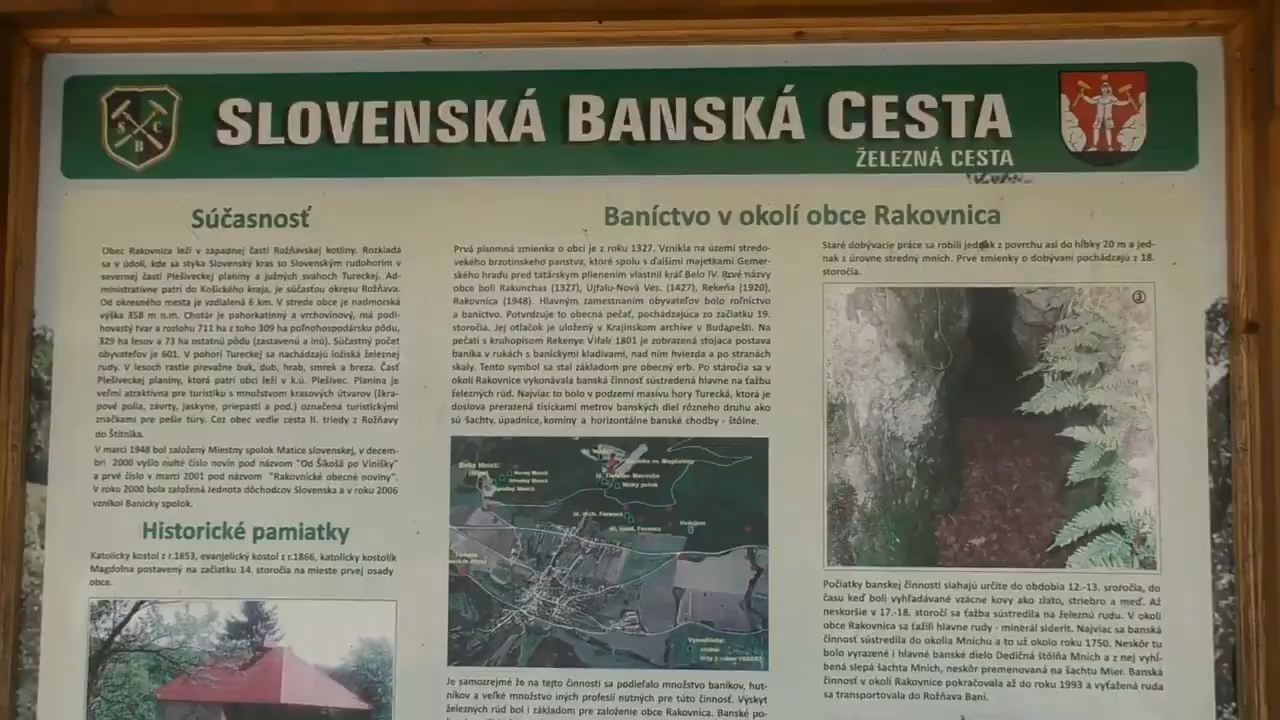 SLOVENSKÁ BANSKÁ CESTA
ŽELEZNÁ CESTA
S C
B
Súčasnosť
Obec Rakovnica leží v západnej časti Rožňavskej kotliny. Rozkladá
sa v údolí, kde sa stýka Slovenský kras so Slovenským rudohorím v
severnej časti Plešiveckej planiny a južných svahoch Tureckej. Ad-
ministratívne patrí do Košického kraja, je súčasťou okresu Rožňava.
Od okresného mesta je vzdialená 6 km. V strede obce je nadmorská
výška 358 m n.m. Chotár je pahorkatinný a vrchovinový, má podl-
hovastý tvar a rozlohu 711 ha z toho 309 ha poľnohospodársku pôdu,
329 ha lesov a 73 ha ostatnú pôdu (zastavenú a inú). Súčastný počet
obyvateľov je 601. V pohorí Tureckej sa nachádzajú ložiská železnej
rudy. V lesoch rastie prevažne buk, dub, hrab, smrek a breza. Časť
Plešiveckej planiny, ktorá patrí obci leží v k.ú. Plešivec. Planina je
veľmi atraktívna pre turistiku s množstvom krasových útvarov (škra-
pové polia, závrty, jaskyne, priepasti a pod.) označená turistickými
značkami pre pešie túry. Cez obec vedie cesta II. triedy z Rožňavy
do Štítnika.
V marci 1948 bol založený Miestny spolok Matice slovenskej, v decem-
bri 2000 vyšlo nulté číslo novín pod názvom "Od Šikoša po Vinišky"
a prvé číslo v marci 2001 pod názvom "Rakovnické obecné noviny".
V roku 2000 bola založená Jednota dôchodcov Slovenska a v roku 2006
vznikol Banícky spolok.
Historické pamiatky
Katolícky kostol z r.1853, evanjelický kostol z r.1866, katolícky kostolík
Magdolna postavený na začiatku 14. storočia na mieste prvej osady
obce.
Baníctvo v okolí obce Rakovnica
Prvá písomná zmienka o obci je z roku 1327. Vznikla na území stredo-
vekého brzotínskeho panstva, ktoré spolu s ďalšími majetkami Gemer-
ského hradu pred tatárskym plienením vlastnil kráľ Belo IV. Prvé názvy
obce boli Rakunchas (1327), Ujfalu-Nová Ves. (1427), Rekeňa (1920),
Rakovnica (1948). Hlavným zamestnaním obyvateľov bolo roľníctvo
a baníctvo. Potvrdzuje to obecná pečať, pochádzajúca zo začiatku 19.
storočia. Jej otlačok je uložený v Krajinskom archíve v Budapešti. Na
pečati s kruhopisom Rekenye Vifalr 1801 je zobrazená stojaca postava
baníka v rukách s baníckymi kladivami, nad ním hviezda a po stranách
skaly. Tento symbol sa stal základom pre obecný erb. Po stáročia sa v
okolí Rakovnice vykonávala banská činnosť sústredená hlavne na ťažbu
železných rúd. Najviac to bolo v podzemí masívu hory Turecká, ktorá je
doslova prerazená tisíckami metrov banských diel rôzneho druhu ako
sú šachty, úpadnice, komíny a horizontálne banské chodby - štôlne.
Horný Mních
Stredný Mních
Spodný Mních
Nízky potok
Vodojem
Vysvetlivky:
Je samozrejmé že na tejto činnosti sa podieľalo množstvo baníkov, hut-
níkov a veľké množstvo iných profesií nutných pre túto činnosť. Výskyt
železných rúd bol i základom pre založenie obce Rakovnica. Banské po-
Staré dobývacie práce sa robili jednak z povrchu asi do hĺbky 20 m a jed-
nak z úrovne stredný mních. Prvé zmienky o dobývaní pochádzajú z 18.
storočia.
3
Počiatky banskej činnosti siahajú určite do obdobia 12.-13. sroročia, do
času keď boli vyhľadávané vzácne kovy ako zlato, striebro a meď. Až
neskoršie v 17.-18. storočí sa ťažba sústredila na železnú rudu. V okolí
obce Rakovnica sa ťažili hlavne rudy - minerál siderit. Najviac sa banská
činnosť sústredila do okolia Mníchu a to už okolo roku 1750. Neskôr tu
bolo vyrazené i hlavné banské dielo Dedičná štôlňa Mních a z nej vyhĺ-
bená slepá šachta Mních, neskôr premenovaná na šachtu Mier. Banská
činnosť v okolí Rakovnice pokračovala až do roku 1993 a vyťažená ruda
sa transportovala do Rožňava Bani.